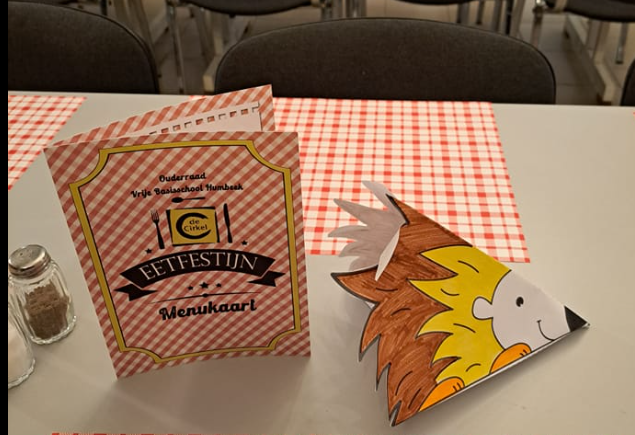 Ouderraad
Vrije Basisschool Humbeek
de
Cirkel
EETFESTIJN
Menukaart